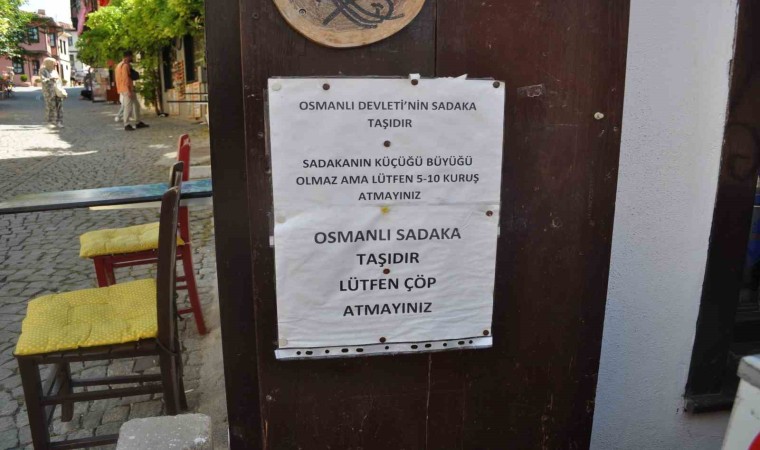 OSMANLI DEVLETİ'NİN SADAKA
TAŞIDIR
SADAKANIN KÜÇÜĞÜ BÜYÜĞÜ
OLMAZ AMA LÜTFEN 5-10 KURUŞ
ATMAYINIZ
OSMANLI SADAKA
TAŞIDIR
LÜTFEN ÇÖP
ATMAYINIZ